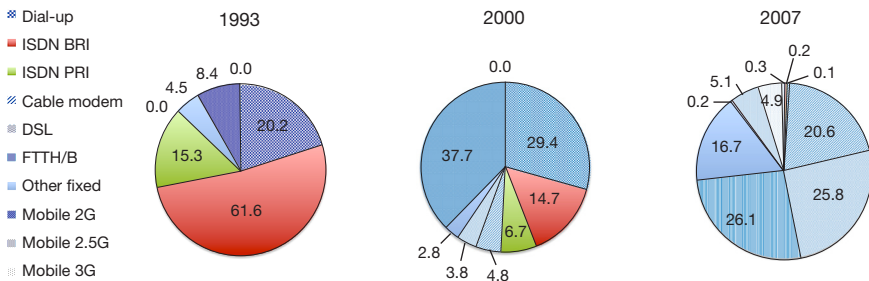 Dial-up
ISDN BRI
ISDN PRI
Cable modem
DSL
FTTH/B
Other fixed
Mobile 2G
Mobile 2.5G
Mobile 3G
1993
0.0
8.4
4.5
0.0
20.2
15.3
61.6
2000
0.0
29.4
37.7
14.7
6.7
2.8
3.8
4.8
2007
0.2
0.3
0.1
5.1
4.9
0.2
20.6
16.7
25.8
26.1